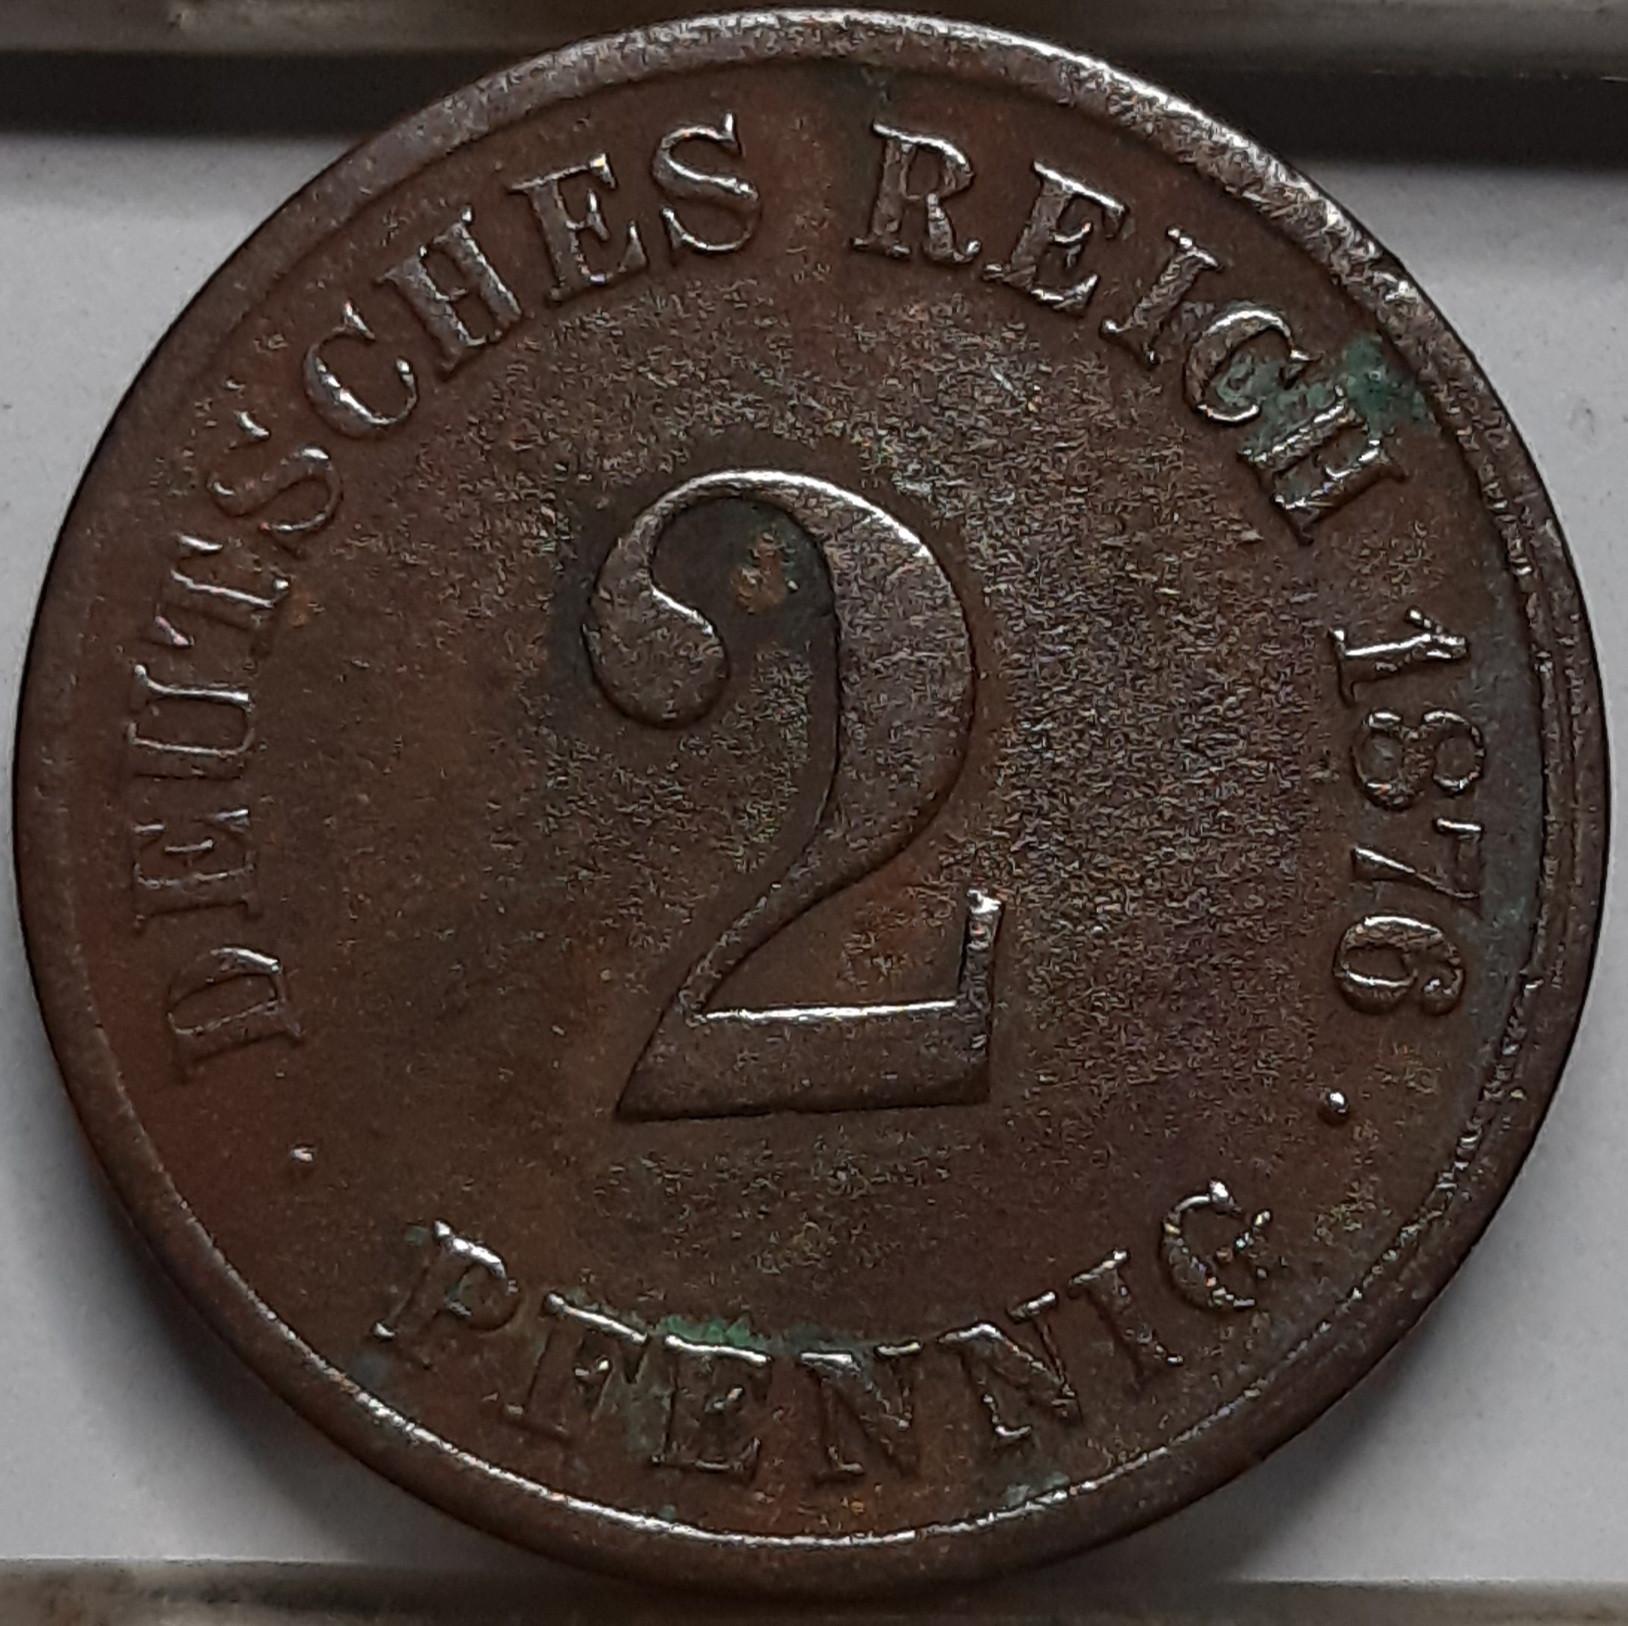 DEUTSCHES REICH 1876
2
· PFENNIG ·